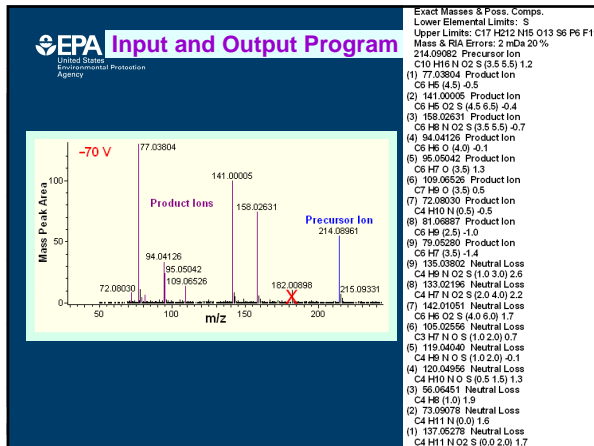 EPA
United States
Environmental Protection
Agency
Input and Output Program
−70 V
77.03804
141.00005
158.02631
Product Ions
Precursor Ion
214.08961
94.04126
95.05042
109.06526
72.08030
182.00898
X
215.09331
Mass Peak Area
100
50
0
50
100
150
200
m/z
Exact Masses & Poss. Comps.
Lower Elemental Limits: S
Upper Limits: C17 H212 N15 O13 S6 P6 F1
Mass & RIA Errors: 2 mDa 20 %
214.09082 Precursor Ion
C10 H16 N O2 S (3.5 5.5) 1.2
(1) 77.03804 Product Ion
C6 H5 (4.5) -0.5
(2) 141.00005 Product Ion
C6 H5 O2 S (4.5 6.5) -0.4
(3) 158.02631 Product Ion
C6 H8 N O2 S (3.5 5.5) -0.7
(4) 94.04126 Product Ion
C6 H6 O (4.0) -0.1
(5) 95.05042 Product Ion
C6 H7 O (3.5) 1.3
(6) 109.06526 Product Ion
C7 H9 O (3.5) 0.5
(7) 72.08030 Product Ion
C4 H10 N (0.5) -0.5
(8) 81.06887 Product Ion
C6 H9 (2.5) -1.0
(9) 79.05280 Product Ion
C6 H7 (3.5) -1.4
(9) 135.03802 Neutral Loss
C4 H9 N O2 S (1.0 3.0) 2.6
(8) 133.02196 Neutral Loss
C4 H7 N O2 S (2.0 4.0) 2.2
(7) 142.01051 Neutral Loss
C6 H6 O2 S (4.0 6.0) 1.7
(6) 105.02556 Neutral Loss
C3 H7 N O S (1.0 2.0) 0.7
(5) 119.04040 Neutral Loss
C4 H9 N O S (1.0 2.0) -0.1
(4) 120.04956 Neutral Loss
C4 H10 N O S (0.5 1.5) 1.3
(3) 56.06451 Neutral Loss
C4 H8 (1.0) 1.9
(2) 73.09078 Neutral Loss
C4 H11 N (0.0) 1.6
(1) 137.05278 Neutral Loss
C4 H11 N O2 S (0.0 2.0) 1.7